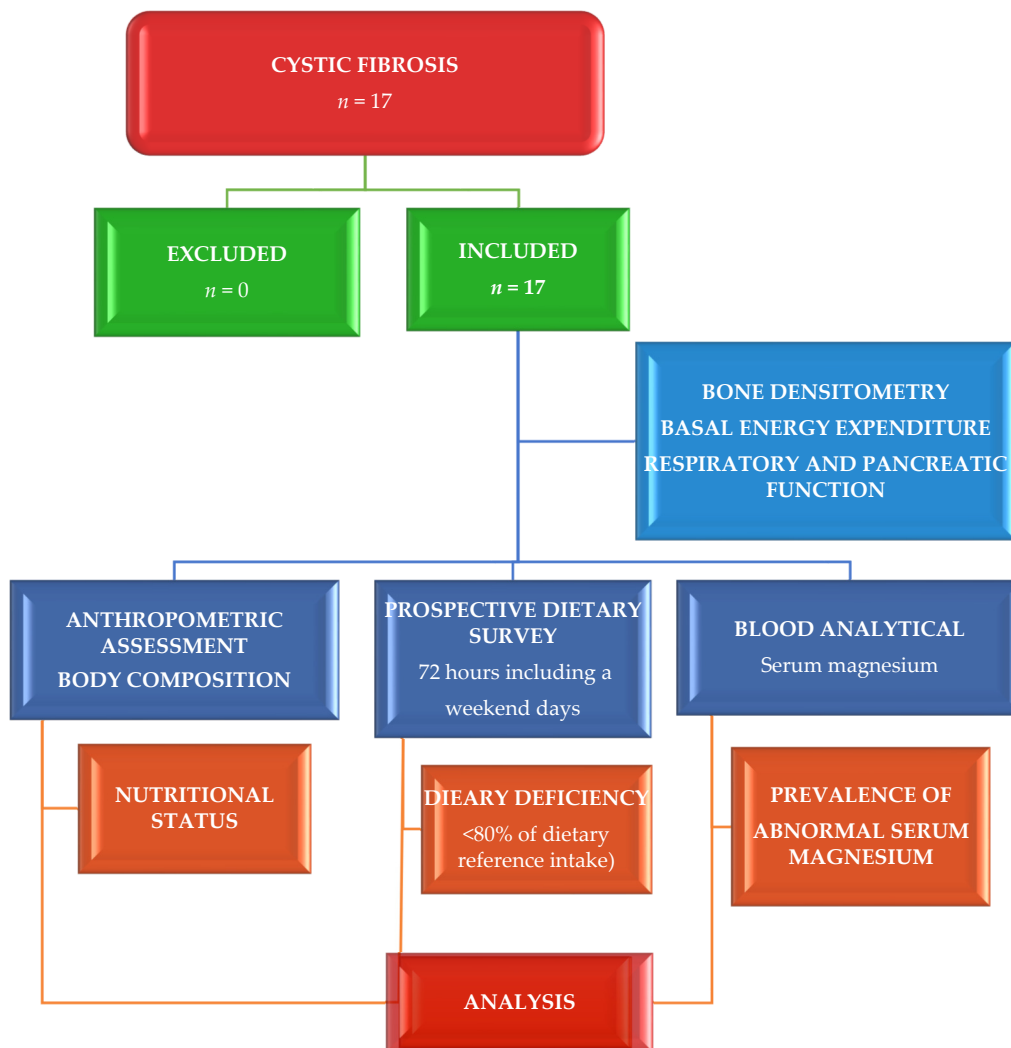 CYSTIC FIBROSIS
n = 17
EXCLUDED
n = 0
INCLUDED
n = 17
BONE DENSITOMETRY
BASAL ENERGY EXPENDITURE
RESPIRATORY AND PANCREATIC
FUNCTION
ANTHROPOMETRIC
ASSESSMENT
BODY COMPOSITION
PROSPECTIVE DIETARY
SURVEY
72 hours including a
weekend days
BLOOD ANALYTICAL
Serum magnesium
NUTRITIONAL
STATUS
DIEARY DEFICIENCY
<80% of dietary
reference intake)
PREVALENCE OF
ABNORMAL SERUM
MAGNESIUM
ANALYSIS